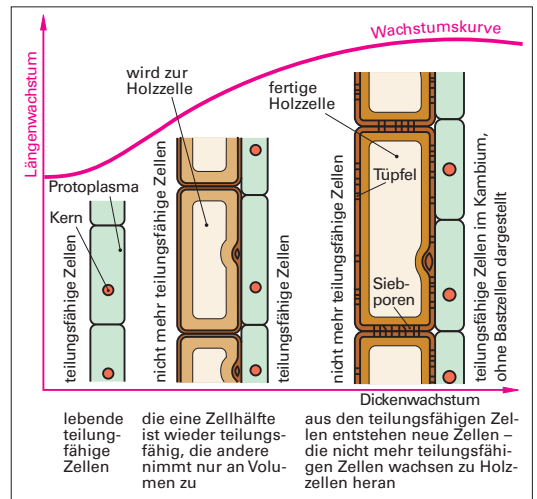 Wachstumskurve
Längenwachstum
wird zur
Holzzelle
fertige
Holzzelle
Protoplasma
Kern
teilungsfähige Zellen
nicht mehr teilungsfähige Zellen
teilungsfähige Zellen
nicht mehr teilungsfähige Zellen
Tüpfel
Sieb-
poren
teilungsfähige Zellen im Kambium,
ohne Bastzellen dargestellt
Dickenwachstum
lebende
teilung-
fähige
Zellen
die eine Zellhälfte
ist wieder teilungs-
fähig, die andere
nimmt nur an Volu-
men zu
aus den teilungsfähigen Zel-
len entstehen neue Zellen –
die nicht mehr teilungsfähi-
gen Zellen wachsen zu Holz-
zellen heran